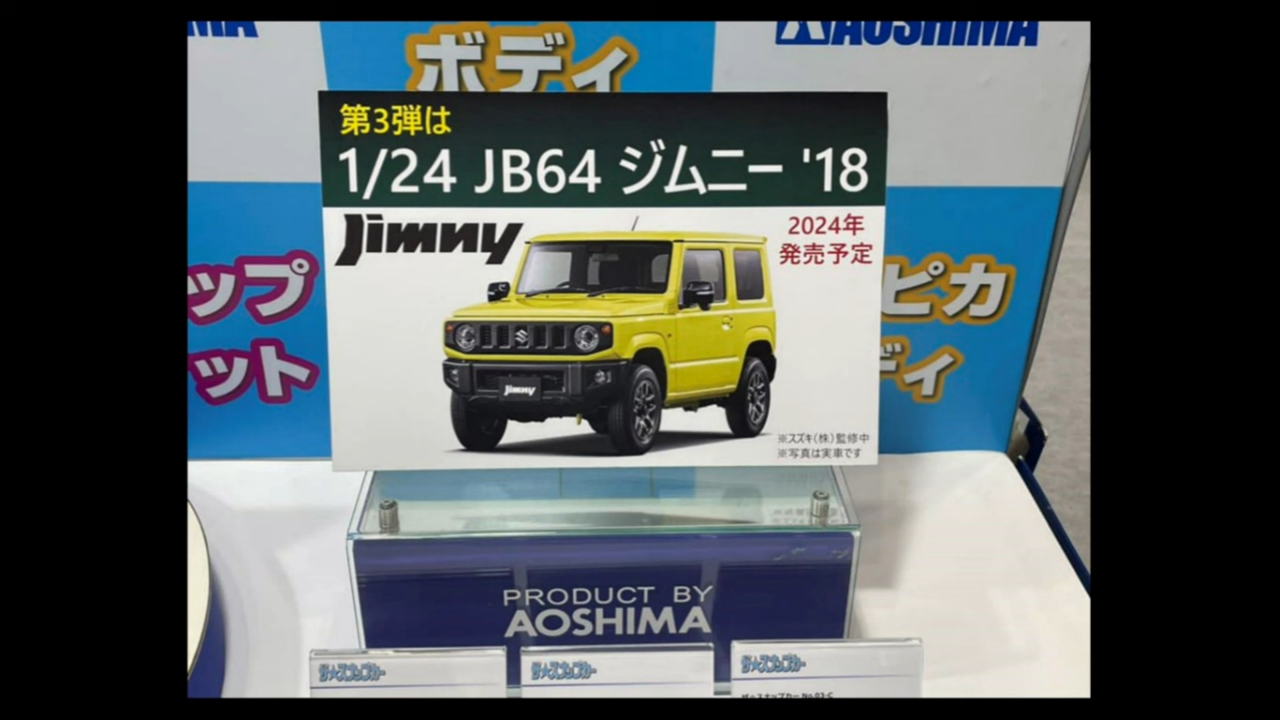 AOSHIMA
ボディ
第3弾は
1/24 JB64 ジムニー '18
Jimny
2024年
発売予定
ップ
ット
ピカ
ディ
Jimny
※スズキ(株)監修中
※写真は実車です
PRODUCT BY
AOSHIMA
ザ☆スナップカー
ザ☆スナップカー
ザ☆スナップカー